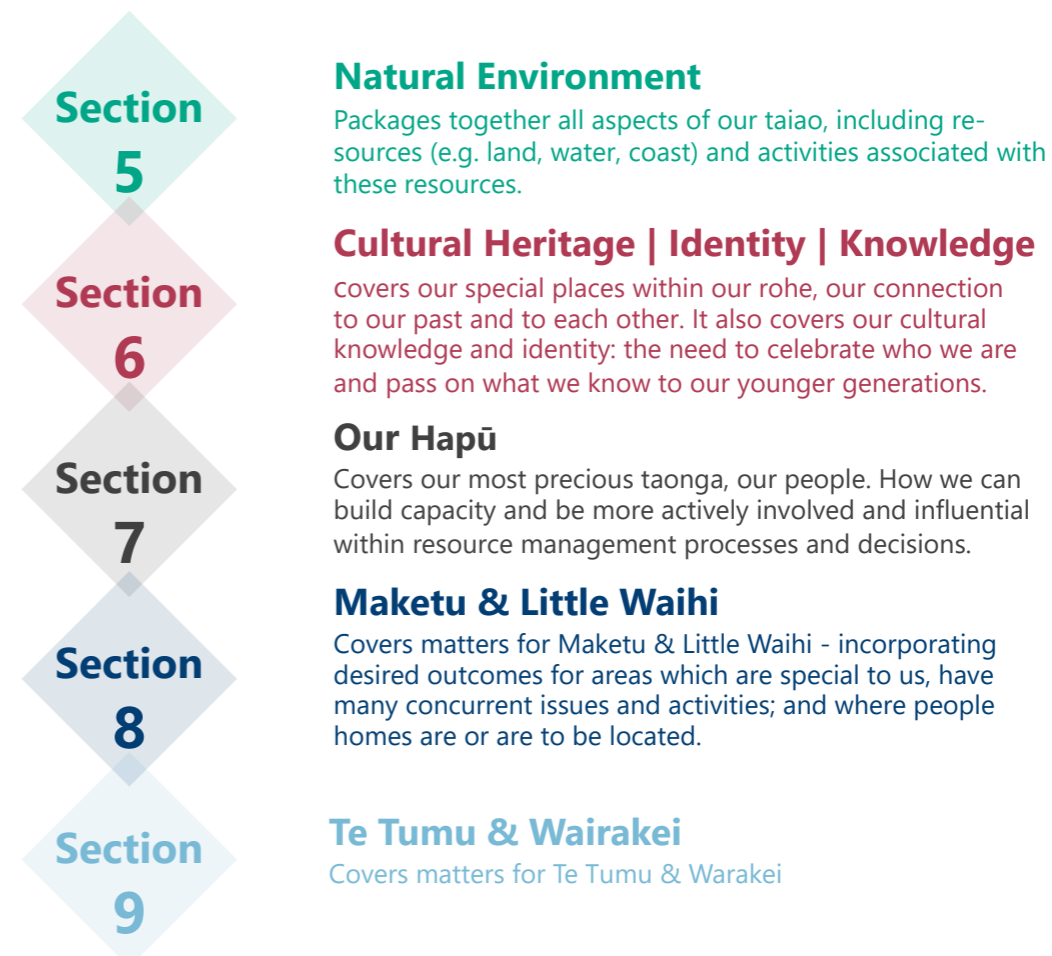 Section
5
Natural Environment
Packages together all aspects of our taiao, including re-
sources (e.g. land, water, coast) and activities associated with
these resources.
Section
6
Cultural Heritage | Identity | Knowledge
covers our special places within our rohe, our connection
to our past and to each other. It also covers our cultural
knowledge and identity: the need to celebrate who we are
and pass on what we know to our younger generations.
Section
7
Our Hapū
Covers our most precious taonga, our people. How we can
build capacity and be more actively involved and influential
within resource management processes and decisions.
Section
8
Maketu & Little Waihi
Covers matters for Maketu & Little Waihi - incorporating
desired outcomes for areas which are special to us, have
many concurrent issues and activities; and where people
homes are or are to be located.
Section
9
Te Tumu & Wairakei
Covers matters for Te Tumu & Warakei